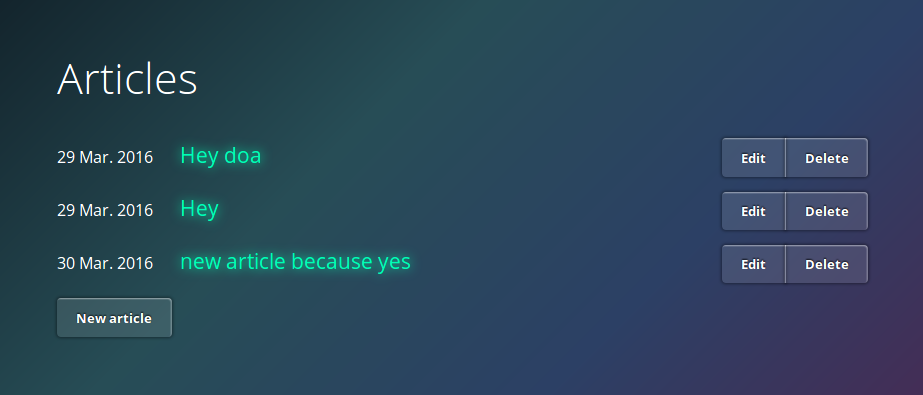 Articles
29 Mar. 2016 Hey doa Edit Delete
29 Mar. 2016 Hey Edit Delete
30 Mar. 2016 new article because yes Edit Delete
New article